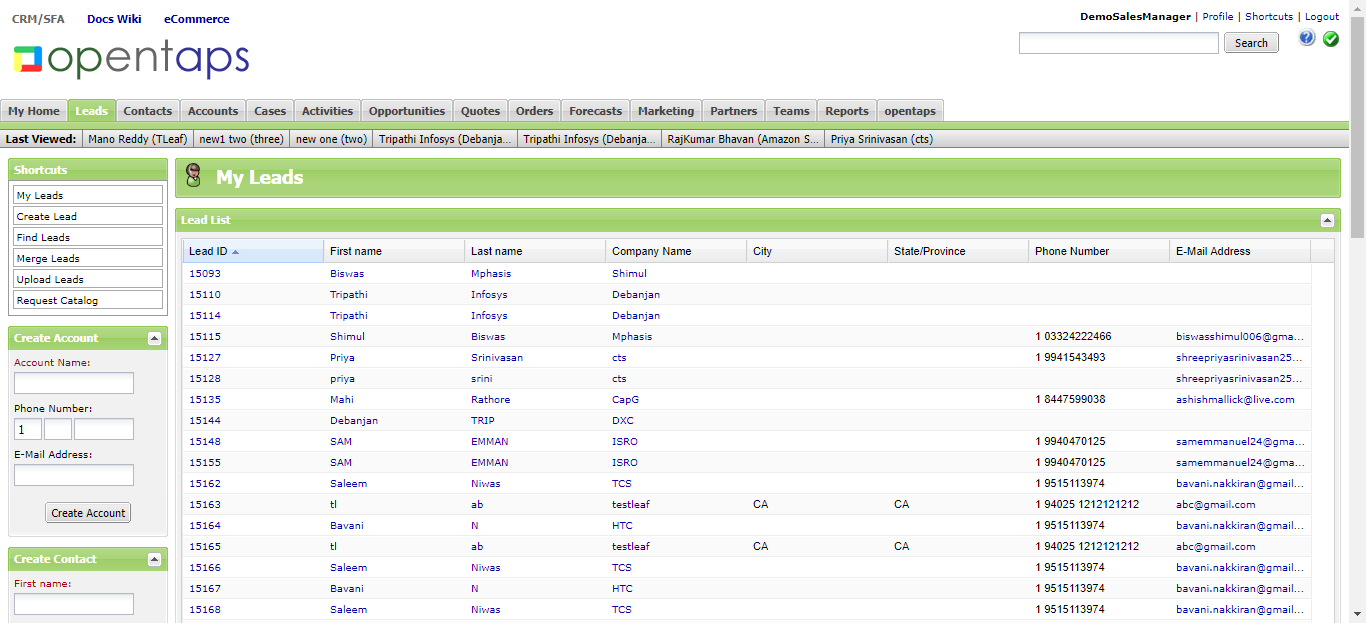 CRM/SFA Docs Wiki eCommerce
DemoSalesManager | Profile | Shortcuts | Logout
opentaps
Search
My Home Leads Contacts Accounts Cases Activities Opportunities Quotes Orders Forecasts Marketing Partners Teams Reports opentaps
Last Viewed: Mano Reddy (TLeaf) new1 two (three) new one (two) Tripathi Infosys (Debanja... Tripathi Infosys (Debanja... RajKumar Bhavan (Amazon S... Priya Srinivasan (cts)
Shortcuts
My Leads
Create Lead
Find Leads
Merge Leads
Upload Leads
Request Catalog
Create Account
Account Name:
Phone Number:
1
E-Mail Address:
Create Account
Create Contact
First name:
My Leads
Lead List
Lead ID First name Last name Company Name City State/Province Phone Number E-Mail Address
15093 Biswas Mphasis Shimul
15110 Tripathi Infosys Debanjan
15114 Tripathi Infosys Debanjan
15115 Shimul Biswas Mphasis 1 03324222466 biswasshimul006@gma...
15127 Priya Srinivasan cts 1 9941543493 shreepriyasrinivasan25...
15128 priya srini cts shreepriyasrinivasan25...
15135 Mahi Rathore CapG 1 8447599038 ashishmallick@live.com
15144 Debanjan TRIP DXC
15148 SAM EMMAN ISRO 1 9940470125 samemmanuel24@gma...
15155 SAM EMMAN ISRO 1 9940470125 samemmanuel24@gma...
15162 Saleem Niwas TCS 1 9515113974 bavani.nakkiran@gmail...
15163 tl ab testleaf CA CA 1 94025 1212121212 abc@gmail.com
15164 Bavani N HTC 1 9515113974 bavani.nakkiran@gmail...
15165 tl ab testleaf CA CA 1 94025 1212121212 abc@gmail.com
15166 Saleem Niwas TCS 1 9515113974 bavani.nakkiran@gmail...
15167 Bavani N HTC 1 9515113974 bavani.nakkiran@gmail...
15168 Saleem Niwas TCS 1 9515113974 bavani.nakkiran@gmail...